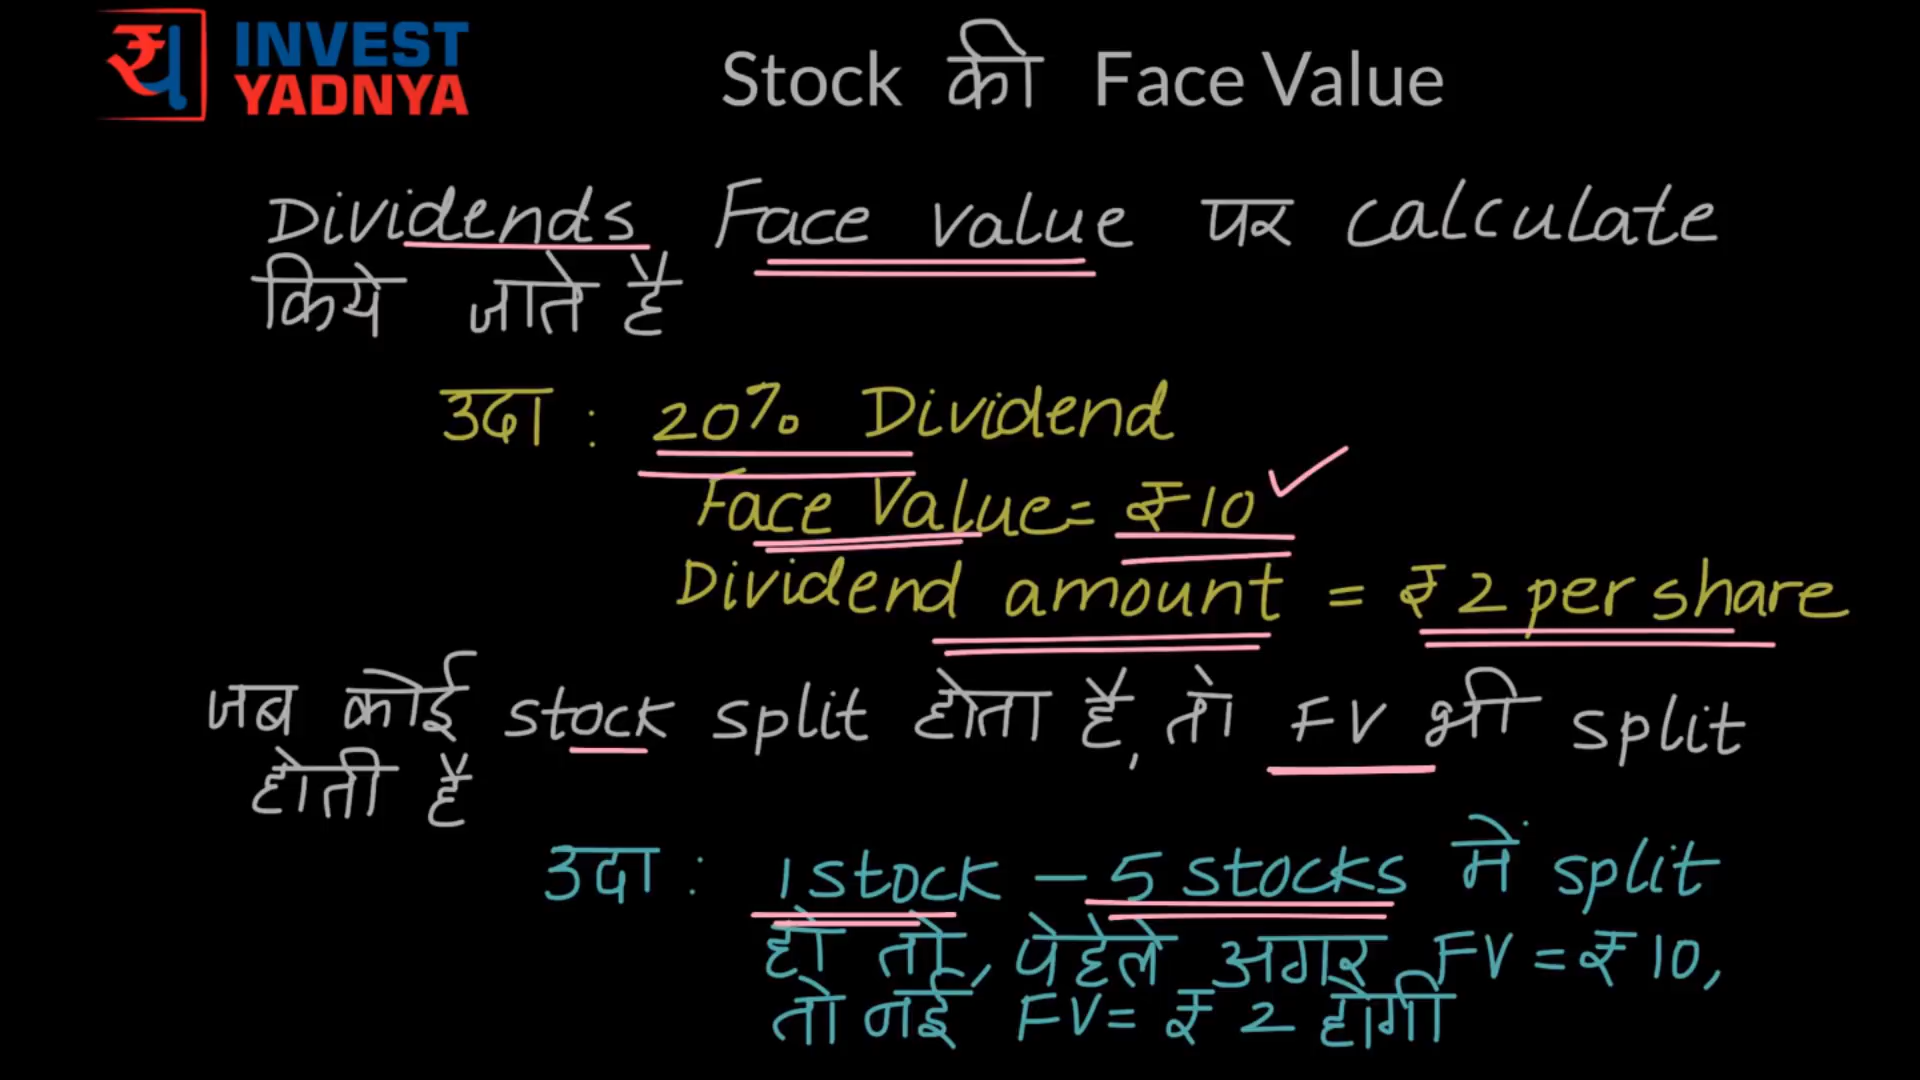 य
INVEST
YADNYA
Stock की Face Value
Dividends Face value पर calculate
किये जाते है
उदा : 20% Dividend
Face Value= ₹10
Dividend amount = ₹2 per share
जब कोई stock split होता है, तो FV भी split
होती है
उदा : 1 stock – 5 stocks में split
हो तो, पेहेले अगर FV = ₹10,
तो नई FV= ₹2 होगी